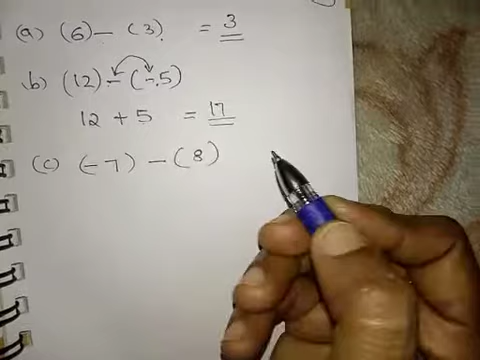 (a) (6) - (3) = 3
b) (12) - (-5)
12 + 5 = 17
(c) (-7) - (8)